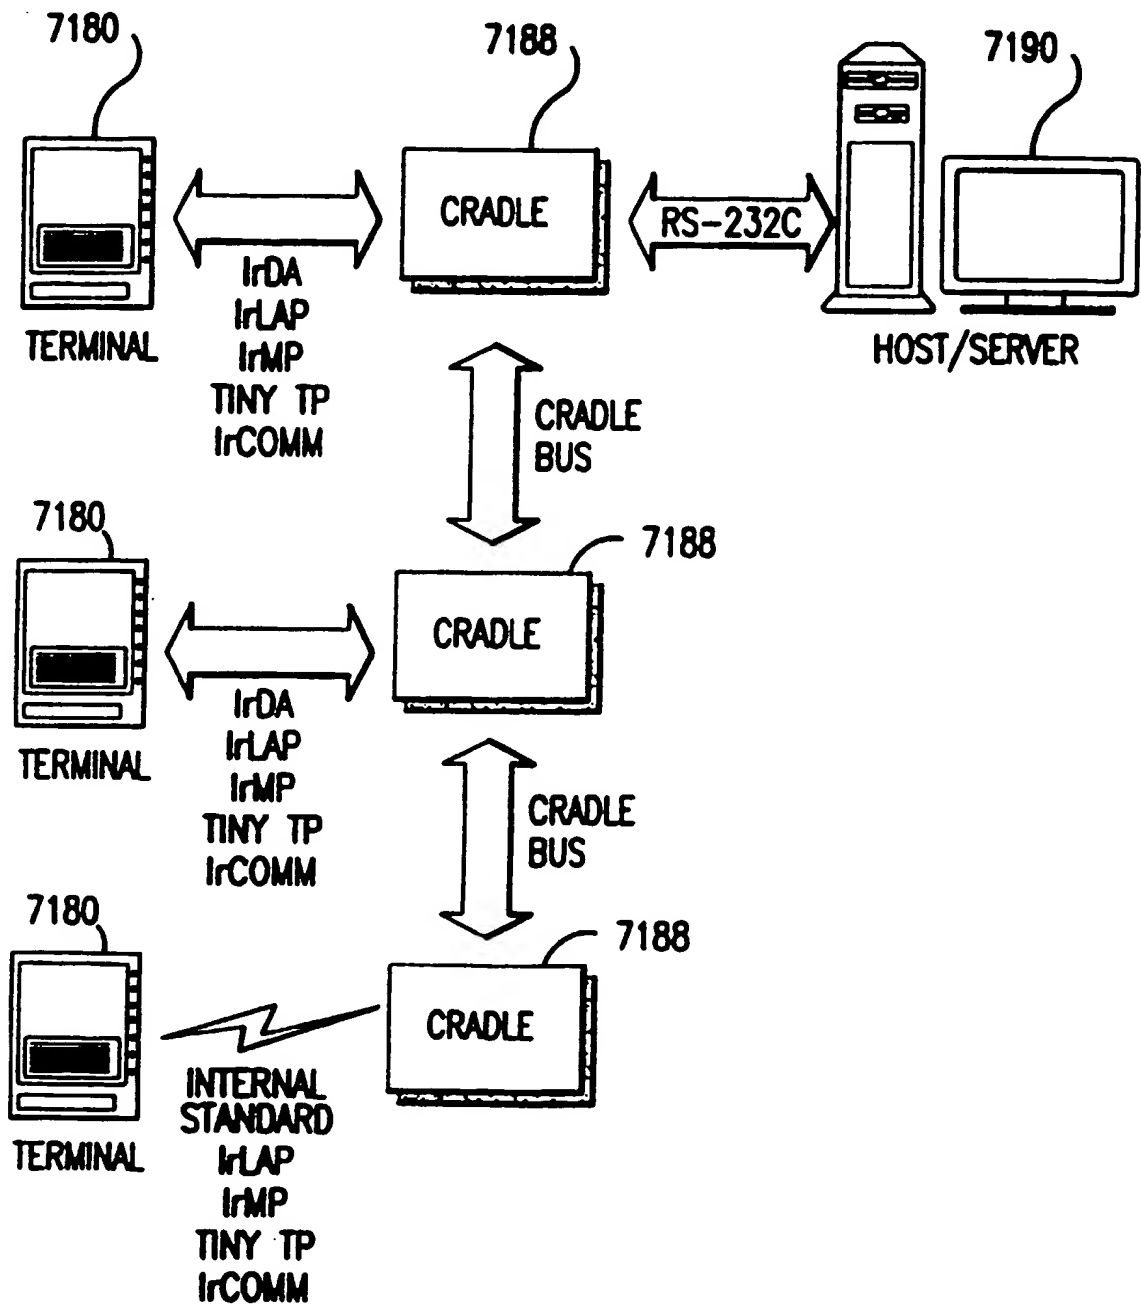 7180
7188
7190
CRADLE
RS-232C
IrDA
IrLAP
IrMP
TINY TP
IrCOMM
TERMINAL
HOST/SERVER
CRADLE
BUS
7180
7188
CRADLE
IrDA
IrLAP
IrMP
TINY TP
IrCOMM
TERMINAL
CRADLE
BUS
7180
7188
CRADLE
INTERNAL
STANDARD
IrLAP
IrMP
TINY TP
IrCOMM
TERMINAL